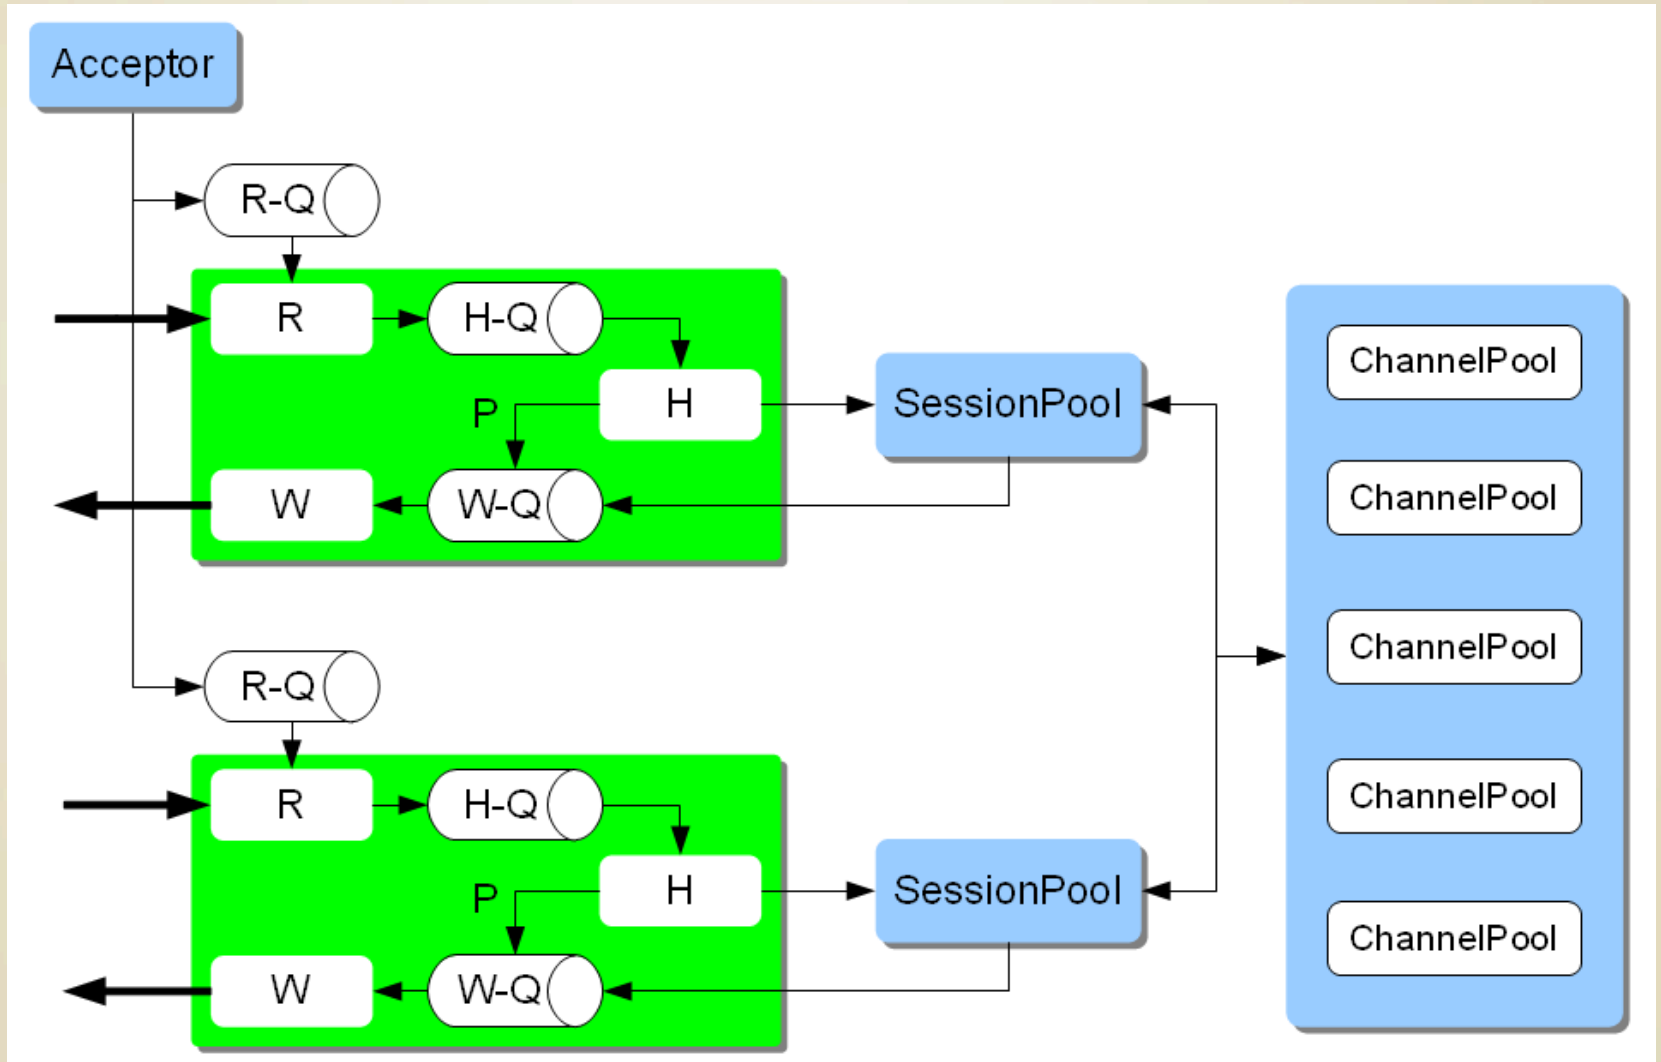 Acceptor
R-Q
R
H-Q
H
P
SessionPool
W
W-Q
R-Q
R
H-Q
H
P
SessionPool
W
W-Q
ChannelPool
ChannelPool
ChannelPool
ChannelPool
ChannelPool